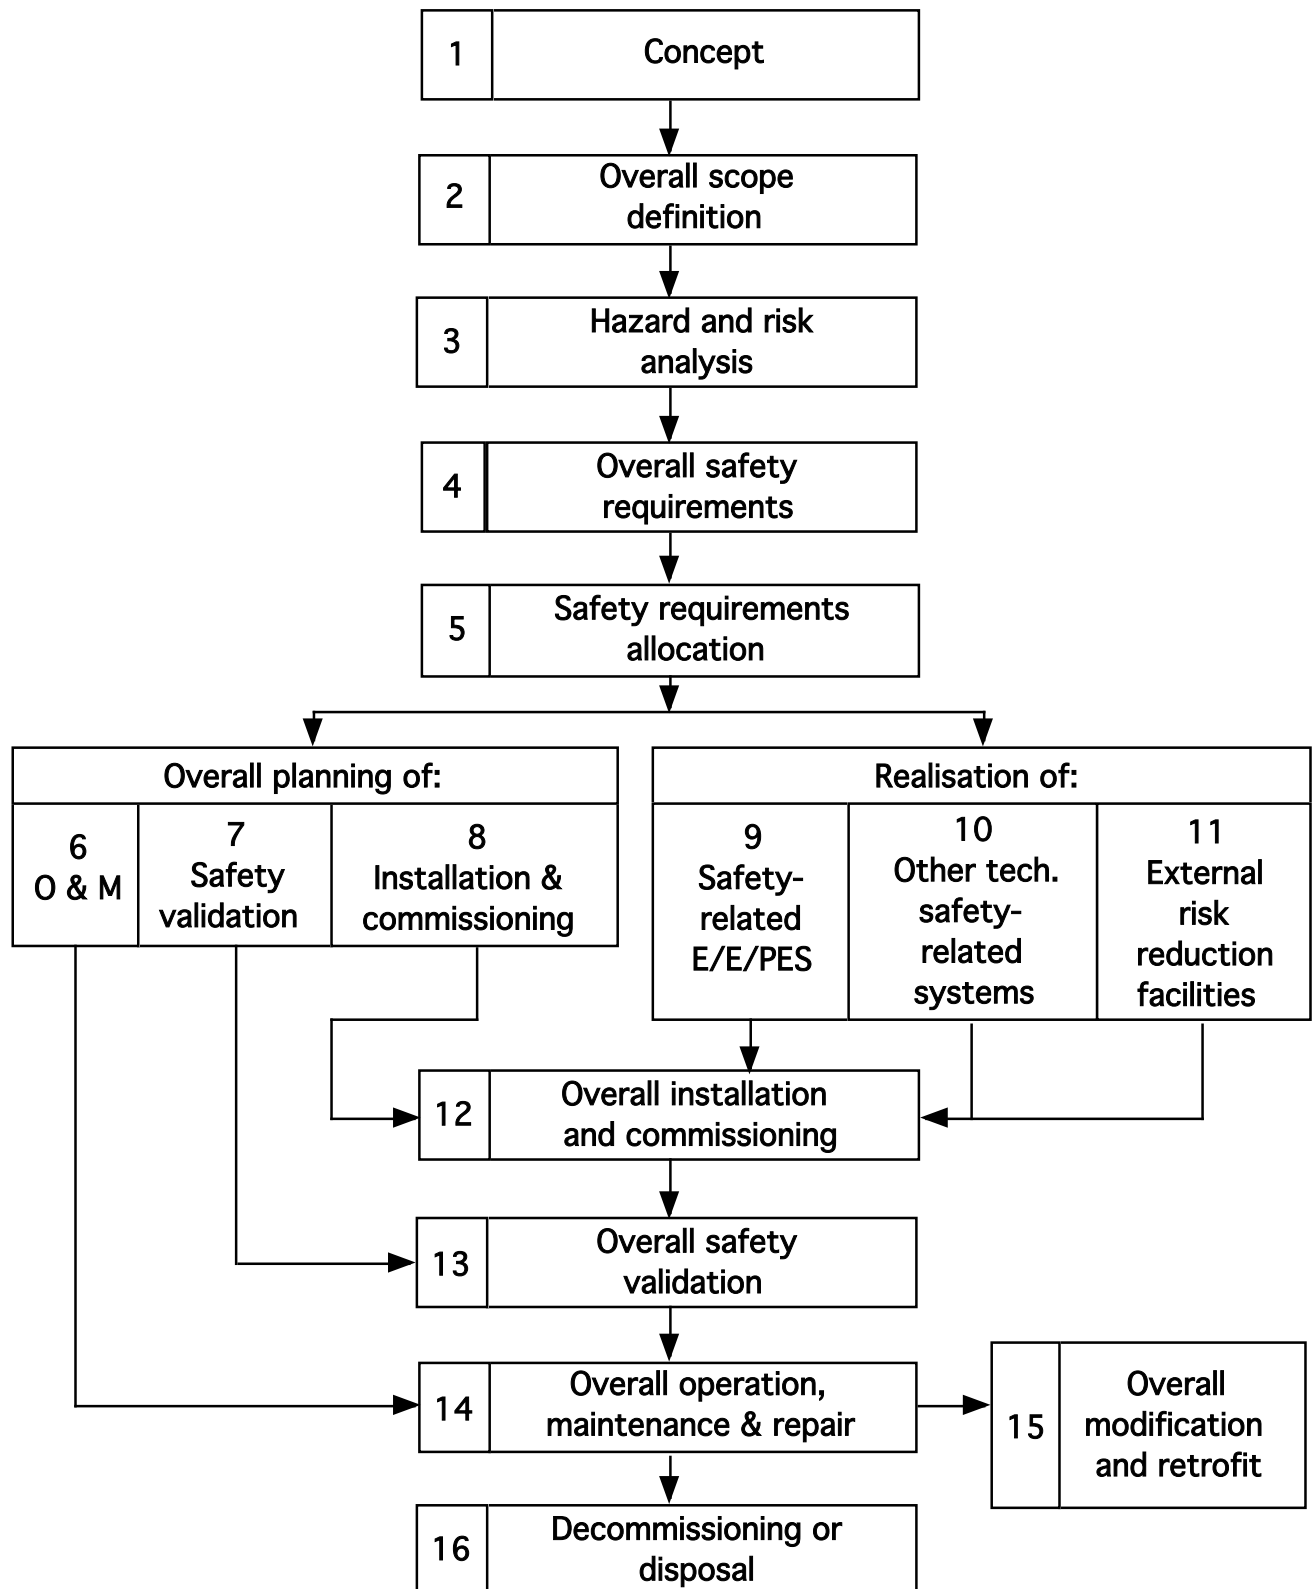 1
Concept
2
Overall scope
definition
3
Hazard and risk
analysis
4
Overall safety
requirements
5
Safety requirements
allocation
Overall planning of:
6
O & M
7
Safety
validation
8
Installation &
commissioning
Realisation of:
9
Safety-
related
E/E/PES
10
Other tech.
safety-
related
systems
11
External
risk
reduction
facilities
12
Overall installation
and commissioning
13
Overall safety
validation
14
Overall operation,
maintenance & repair
15
Overall
modification
and retrofit
16
Decommissioning or
disposal